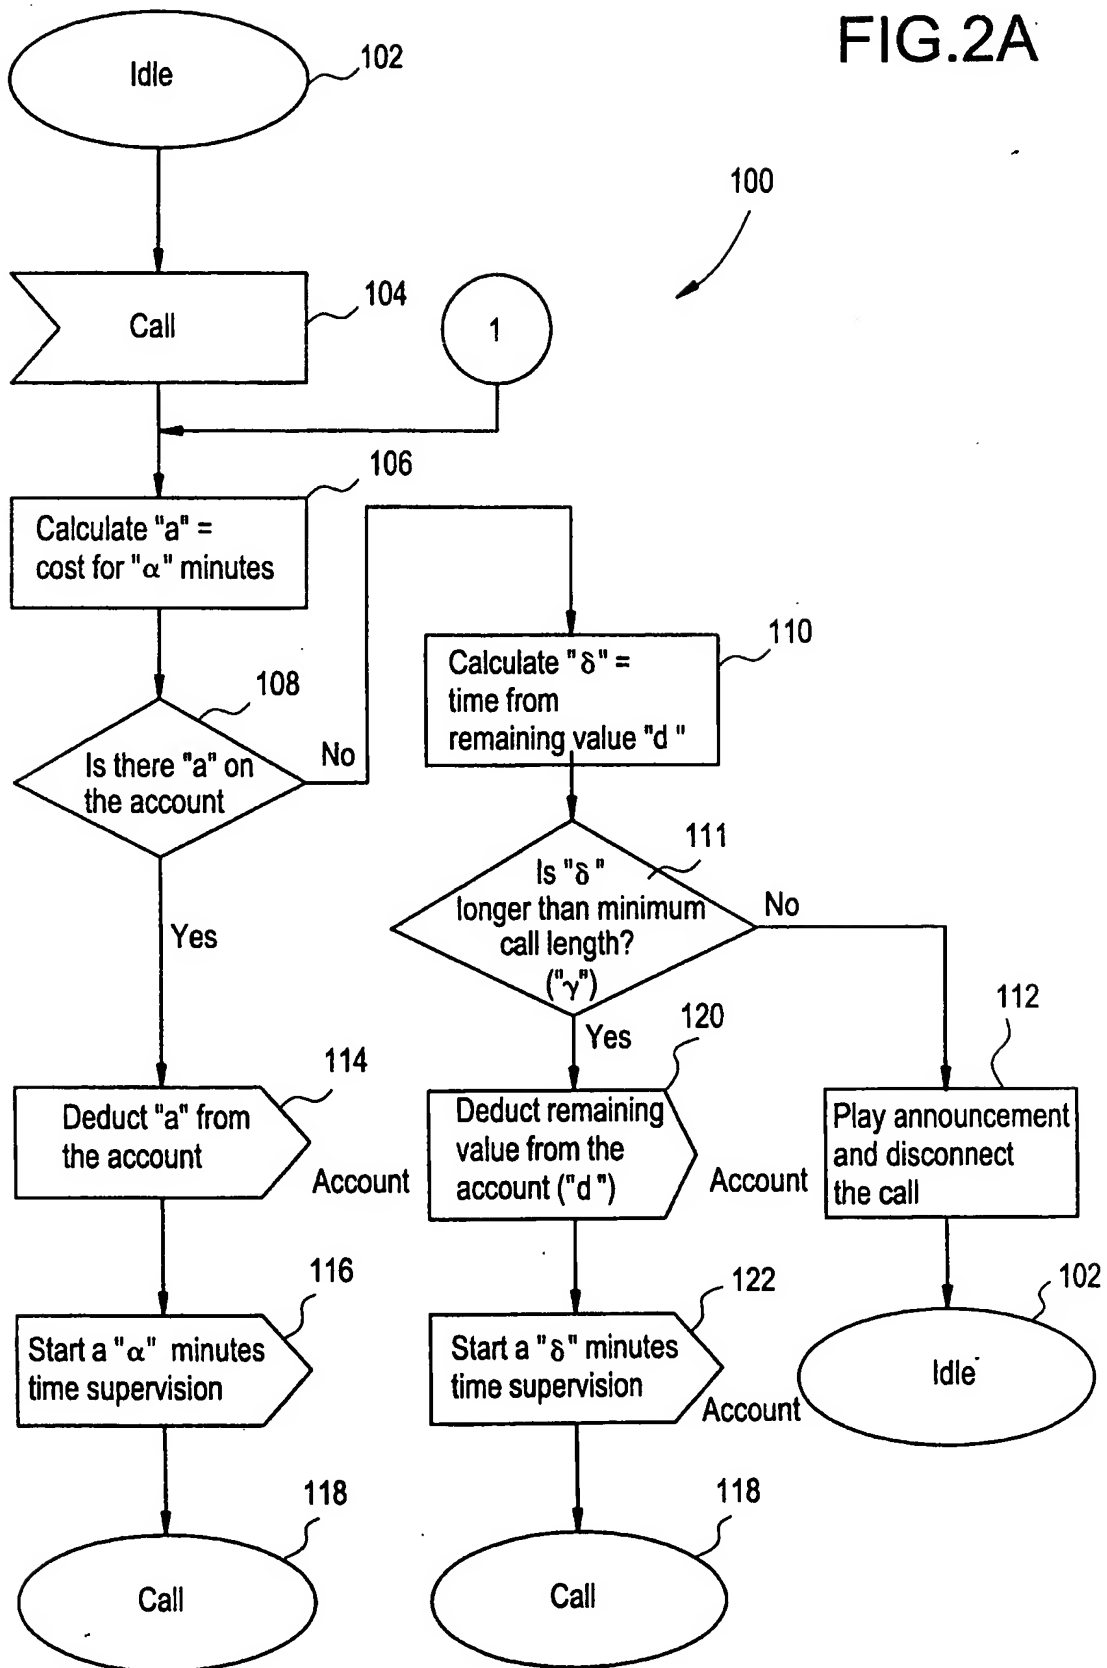 FIG.2A
Idle
102
100
Call
104
1
106
Calculate "a" =
cost for "α" minutes
110
Calculate "δ" =
time from
remaining value "d "
108
Is there "a" on
the account
No
111
Is "δ"
longer than minimum
call length?
("γ")
No
Yes
Yes
112
Play announcement
and disconnect
the call
114
Deduct "a" from
the account
Account
120
Deduct remaining
value from the
account ("d ")
Account
116
Start a "α" minutes
time supervision
122
Start a "δ" minutes
time supervision
Account
102
Idle
118
Call
118
Call